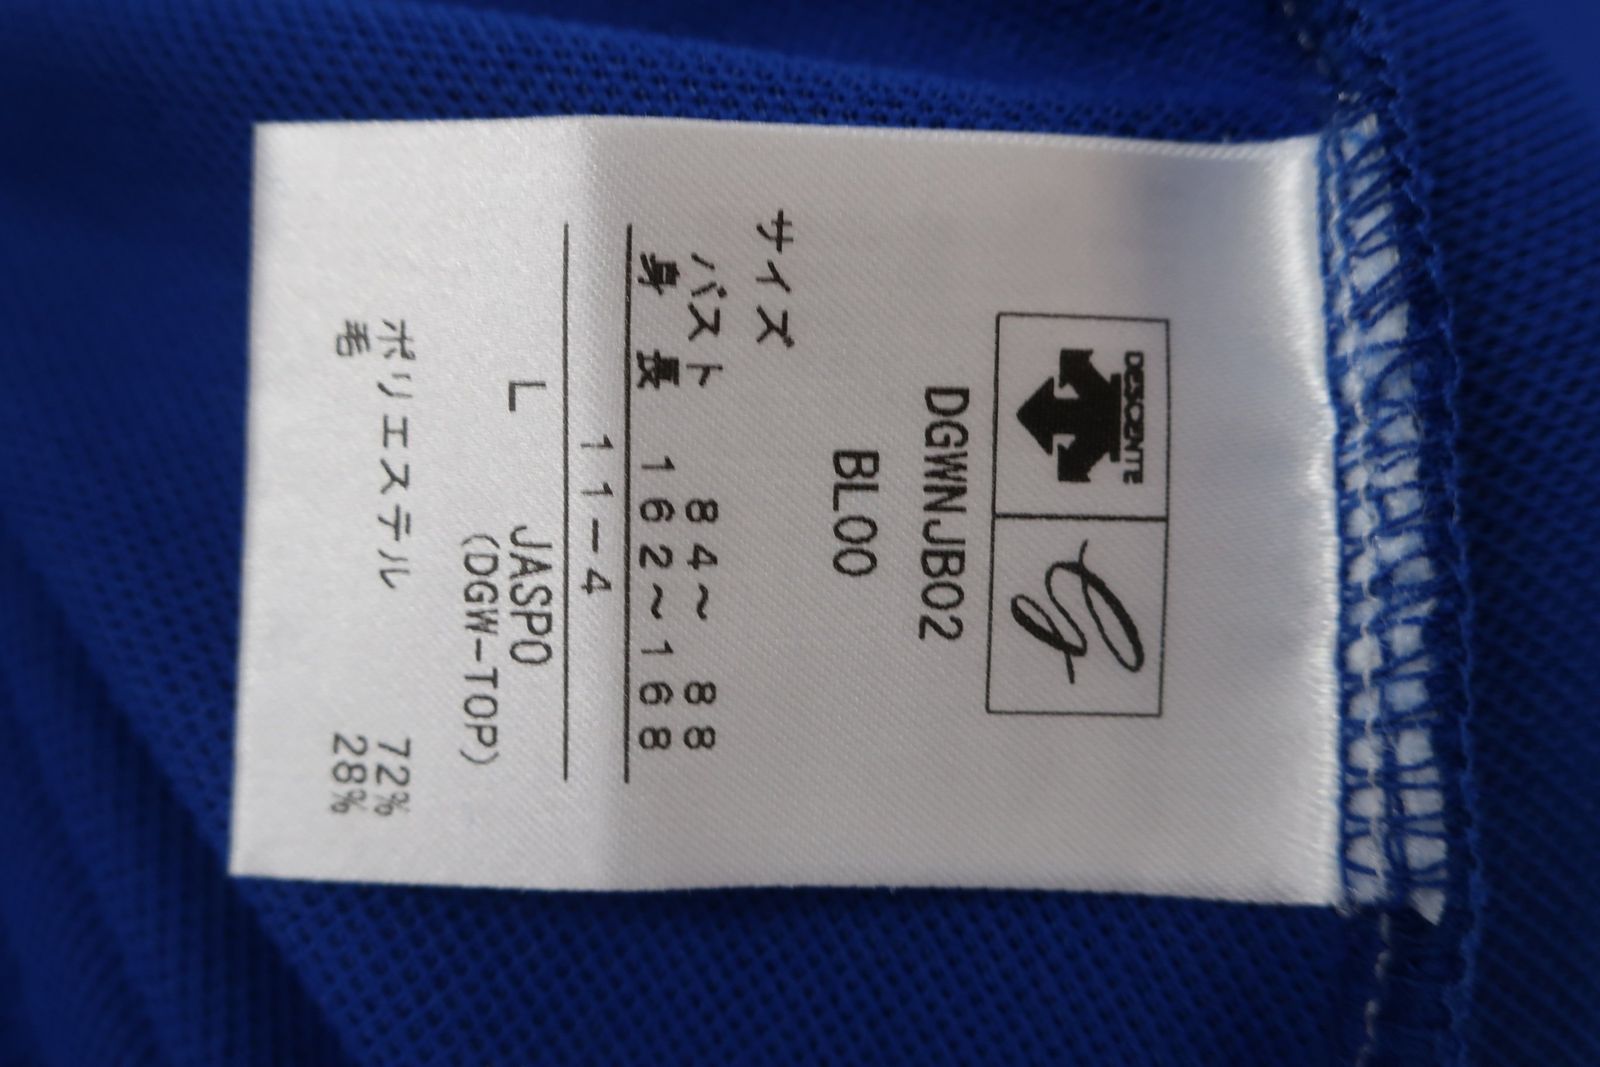 DESCENTE
DGWNJB02
BL00
サイズ
バスト 84～ 88
身長 162～168
11-4
L JASPO
(DGW-TOP)
ポリエステル 72%
毛 28%